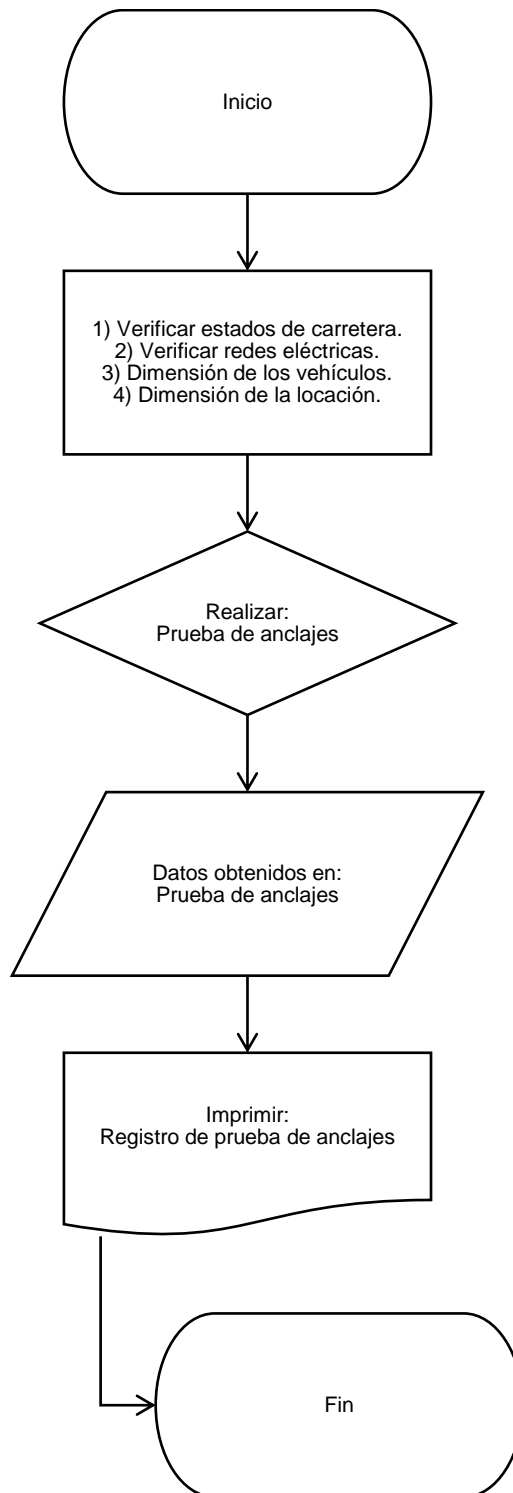 Inicio
1) Verificar estados de carretera.
2) Verificar redes eléctricas.
3) Dimensión de los vehículos.
4) Dimensión de la locación.
Realizar:
Prueba de anclajes
Datos obtenidos en:
Prueba de anclajes
Imprimir:
Registro de prueba de anclajes
Fin